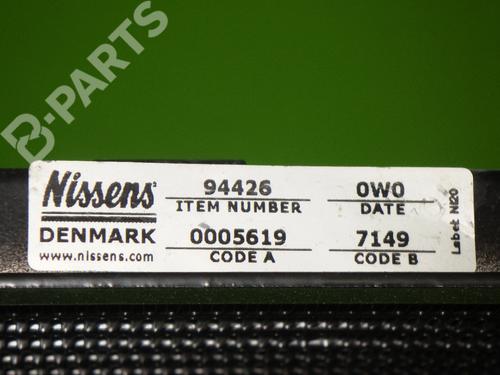 B-PARTS
Nissens
94426
0W0
ITEM NUMBER
DATE
DENMARK
0005619
7149
www.nissens.com
CODE A
CODE B
Label NI20